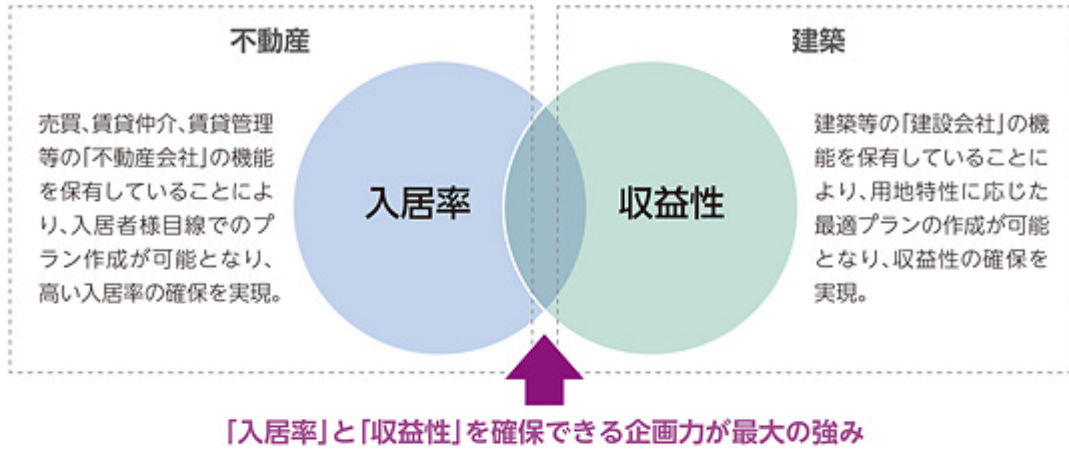 不動産
売買、賃貸仲介、賃貸管理
等の「不動産会社」の機能
を保有していることによ
り、入居者様目線でのプ
ラン作成が可能となり、
高い入居率の確保を実現。
入居率
収益性
建築
建築等の「建設会社」の機
能を保有していることに
より、用地特性に応じた
最適プランの作成が可能
となり、収益性の確保を
実現。
「入居率」と「収益性」を確保できる企画力が最大の強み